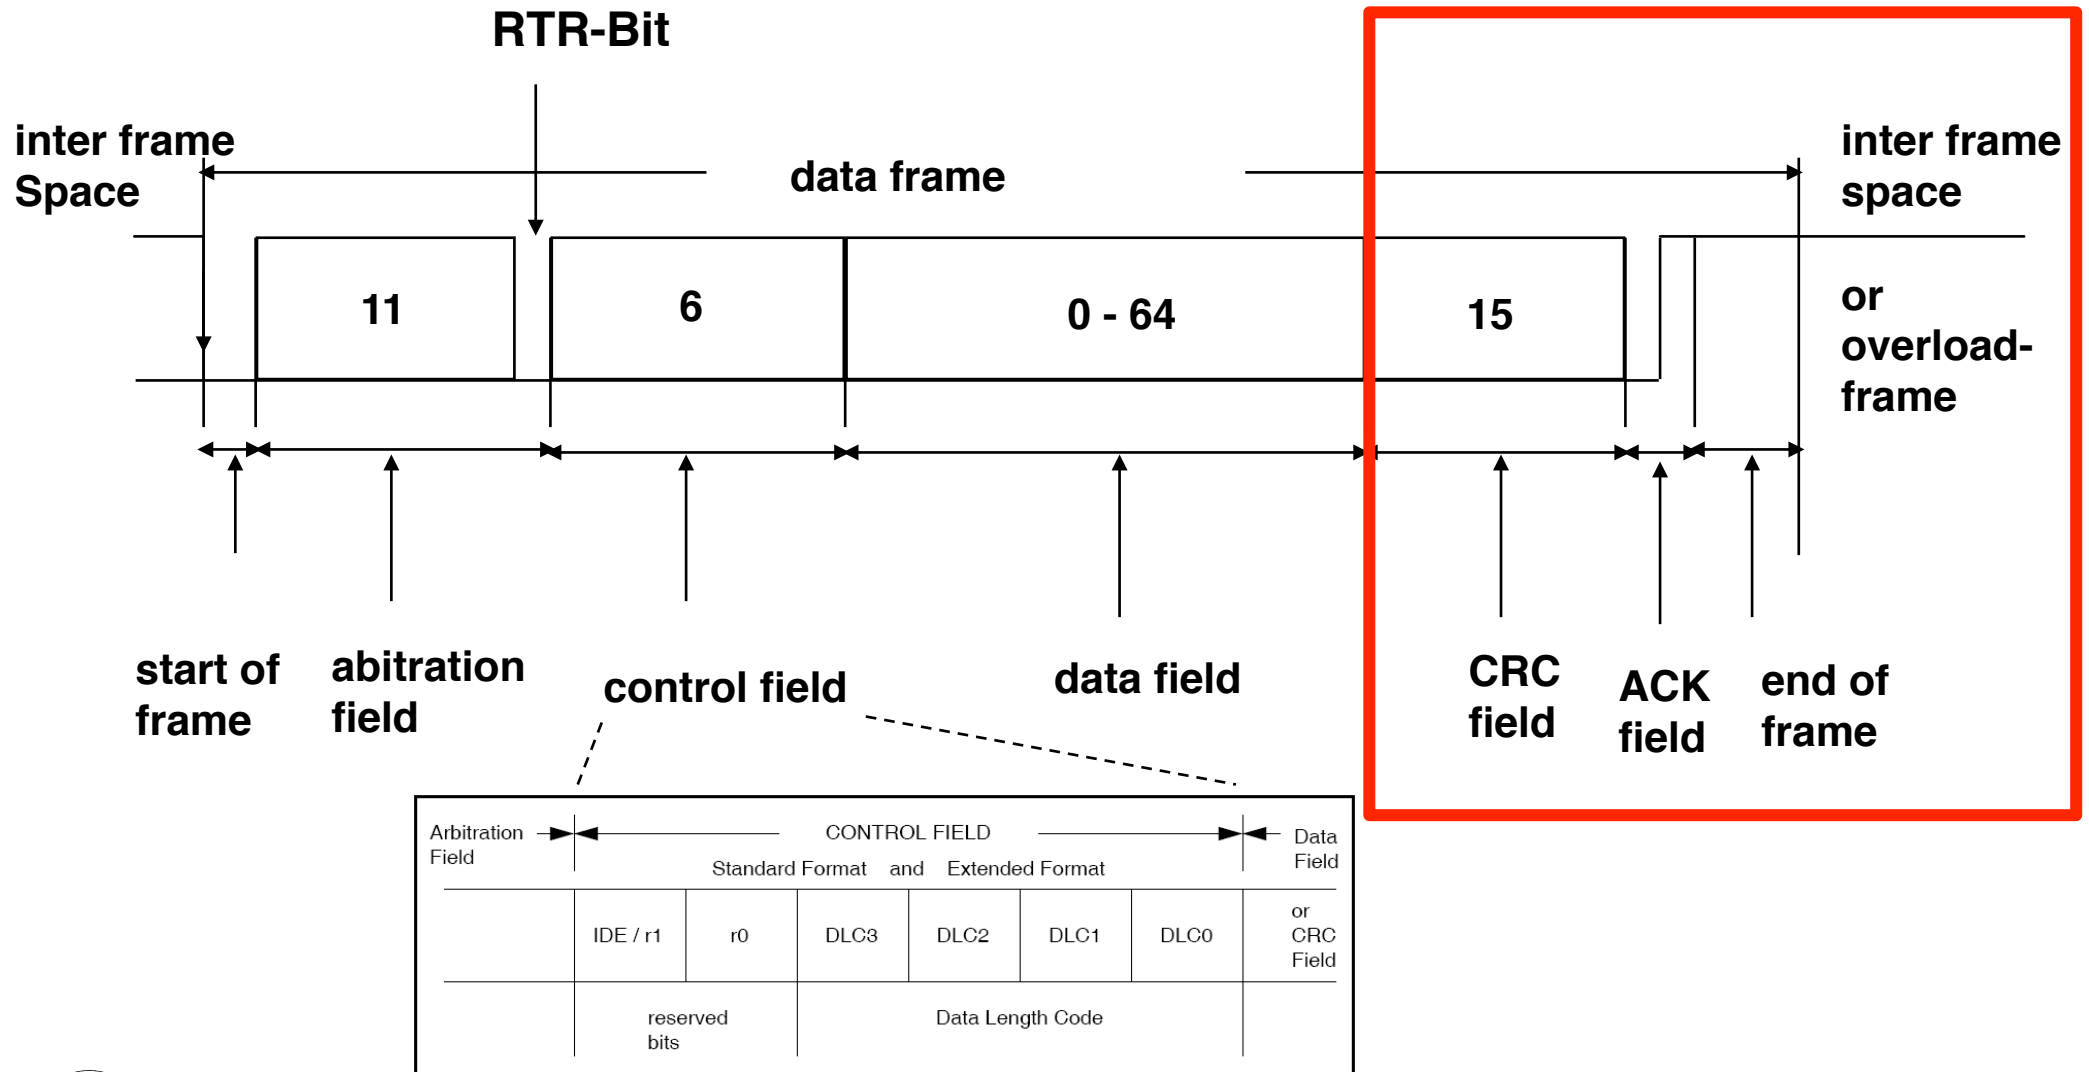 RTR-Bit
inter frame
Space
data frame
inter frame
space
11
6
0 - 64
15
or
overload-
frame
start of
frame
abitration
field
control field
data field
CRC
field
ACK
field
end of
frame
Arbitration
Field
CONTROL FIELD
Data
Field
Standard Format and Extended Format
IDE / r1
r0
DLC3
DLC2
DLC1
DLC0
or
CRC
Field
reserved
bits
Data Length Code